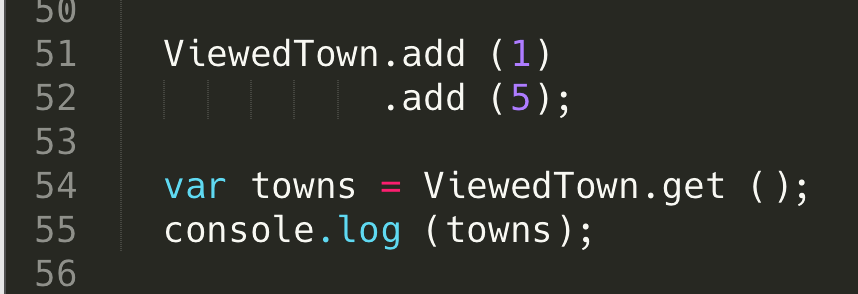 50
51 ViewedTown.add (1)
52 .add (5);
53
54 var towns = ViewedTown.get ();
55 console.log (towns);
56